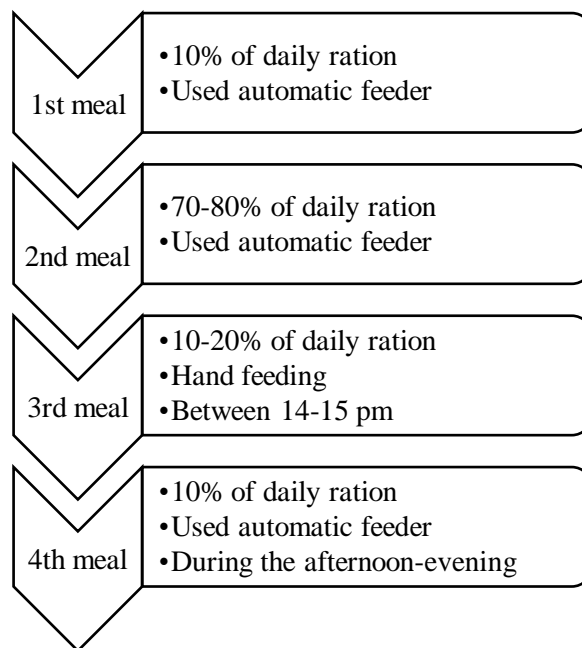 1st meal
•10% of daily ration
•Used automatic feeder
2nd meal
•70-80% of daily ration
•Used automatic feeder
3rd meal
•10-20% of daily ration
•Hand feeding
•Between 14-15 pm
4th meal
•10% of daily ration
•Used automatic feeder
•During the afternoon-evening